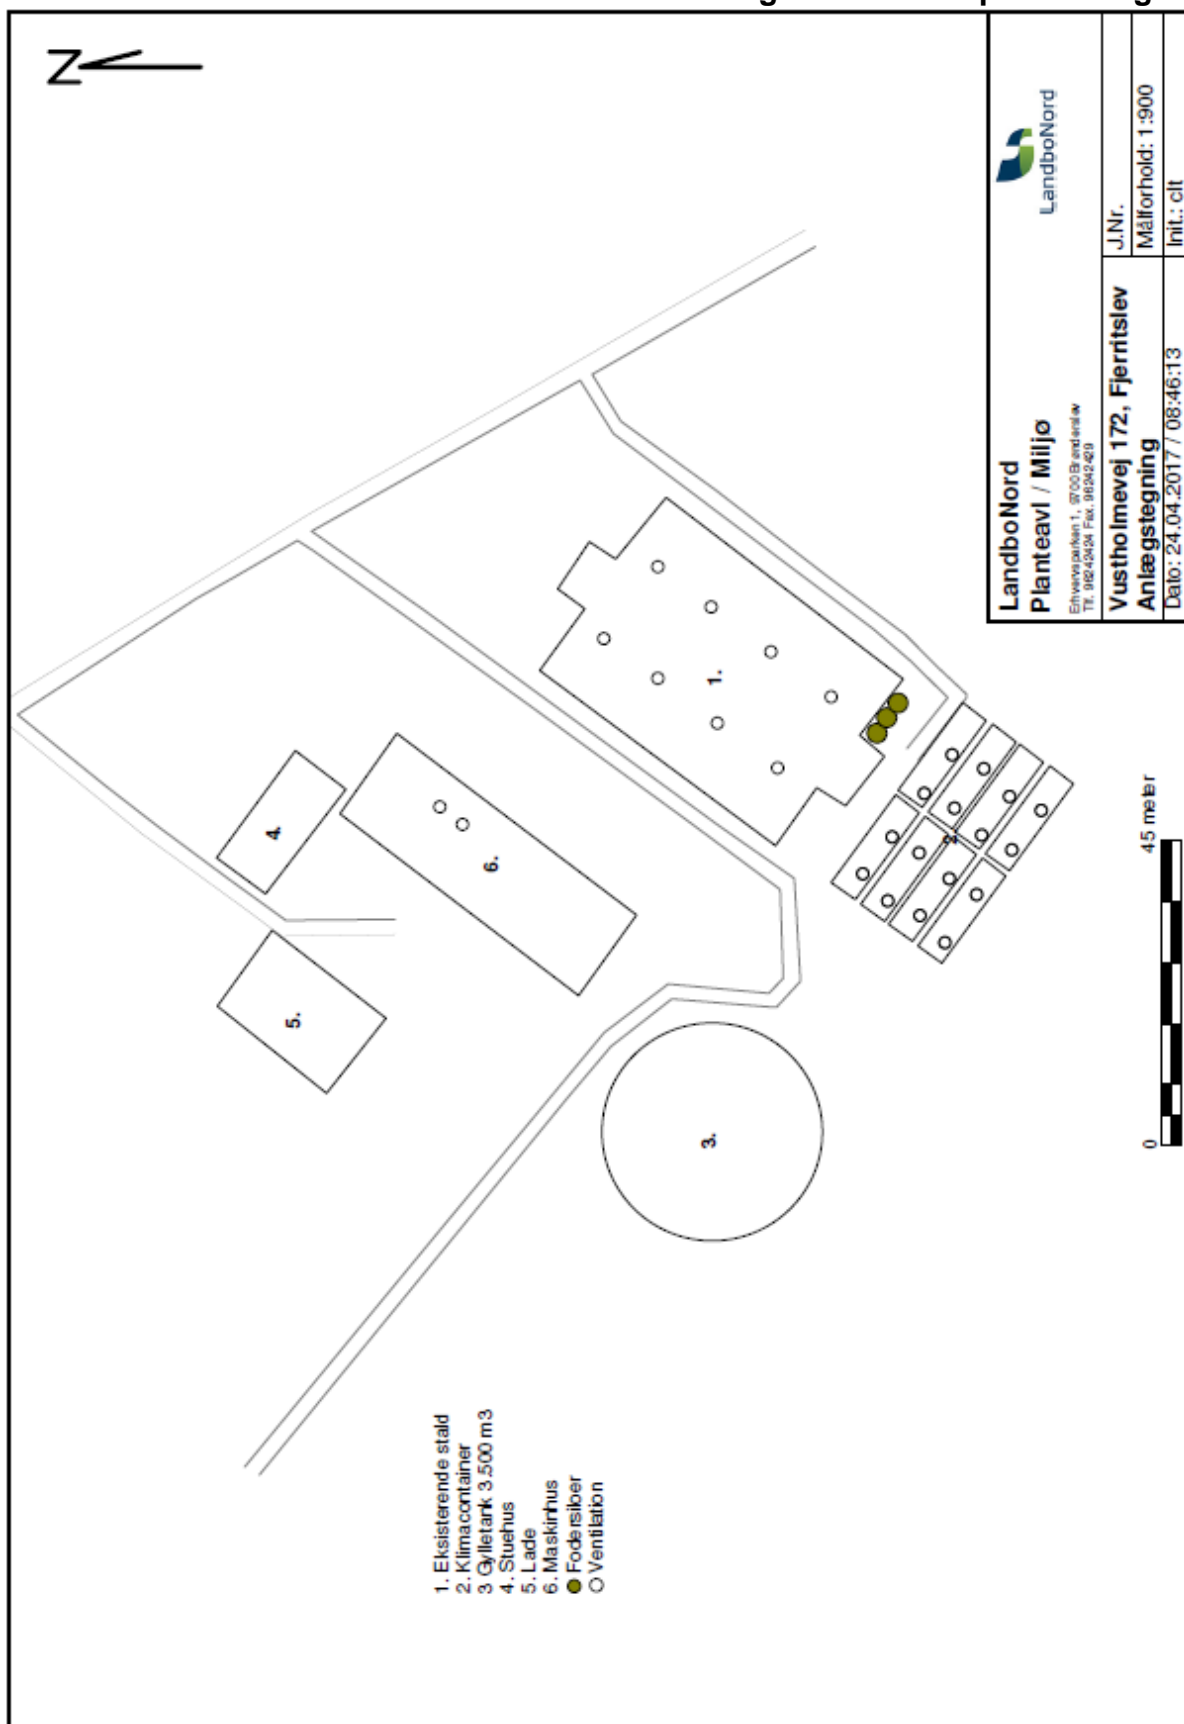 N
LandboNord
LandboNord
Planteavl / Miljø
Erhvervsparken 1, 9700 Brønderslev
Tlf. 96242424 Fax. 96242429
Vustholmevej 172, Fjerritslev
Anlægstegning
J.Nr.
Målforhold: 1:900
Dato: 24.04.2017 / 08:46:13
Init.: clt
4.
5.
6.
1.
2
3.
0
45 meter
1. Eksisterende stald
2. Klimacontainer
3 Gylletank 3.500 m3
4. Stuehus
5. Lade
6. Maskinhus
Fodersiloer
Ventilation